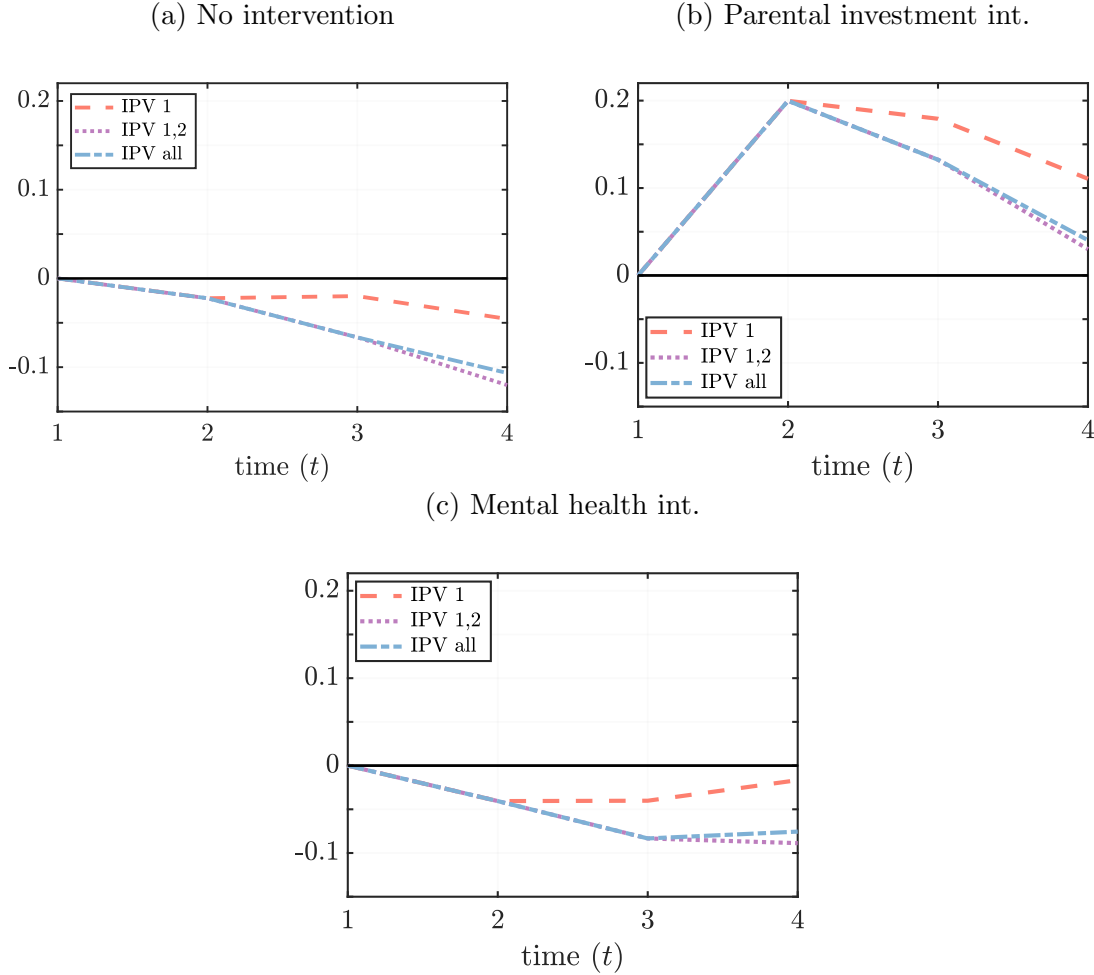 (a) No intervention
0.2
0.1
0
-0.1
IPV 1
IPV 1,2
IPV all
1 2 3 4
time (t)
(b) Parental investment int.
0.2
0.1
0
-0.1
IPV 1
IPV 1,2
IPV all
1 2 3 4
time (t)
(c) Mental health int.
0.2
0.1
0
-0.1
IPV 1
IPV 1,2
IPV all
1 2 3 4
time (t)